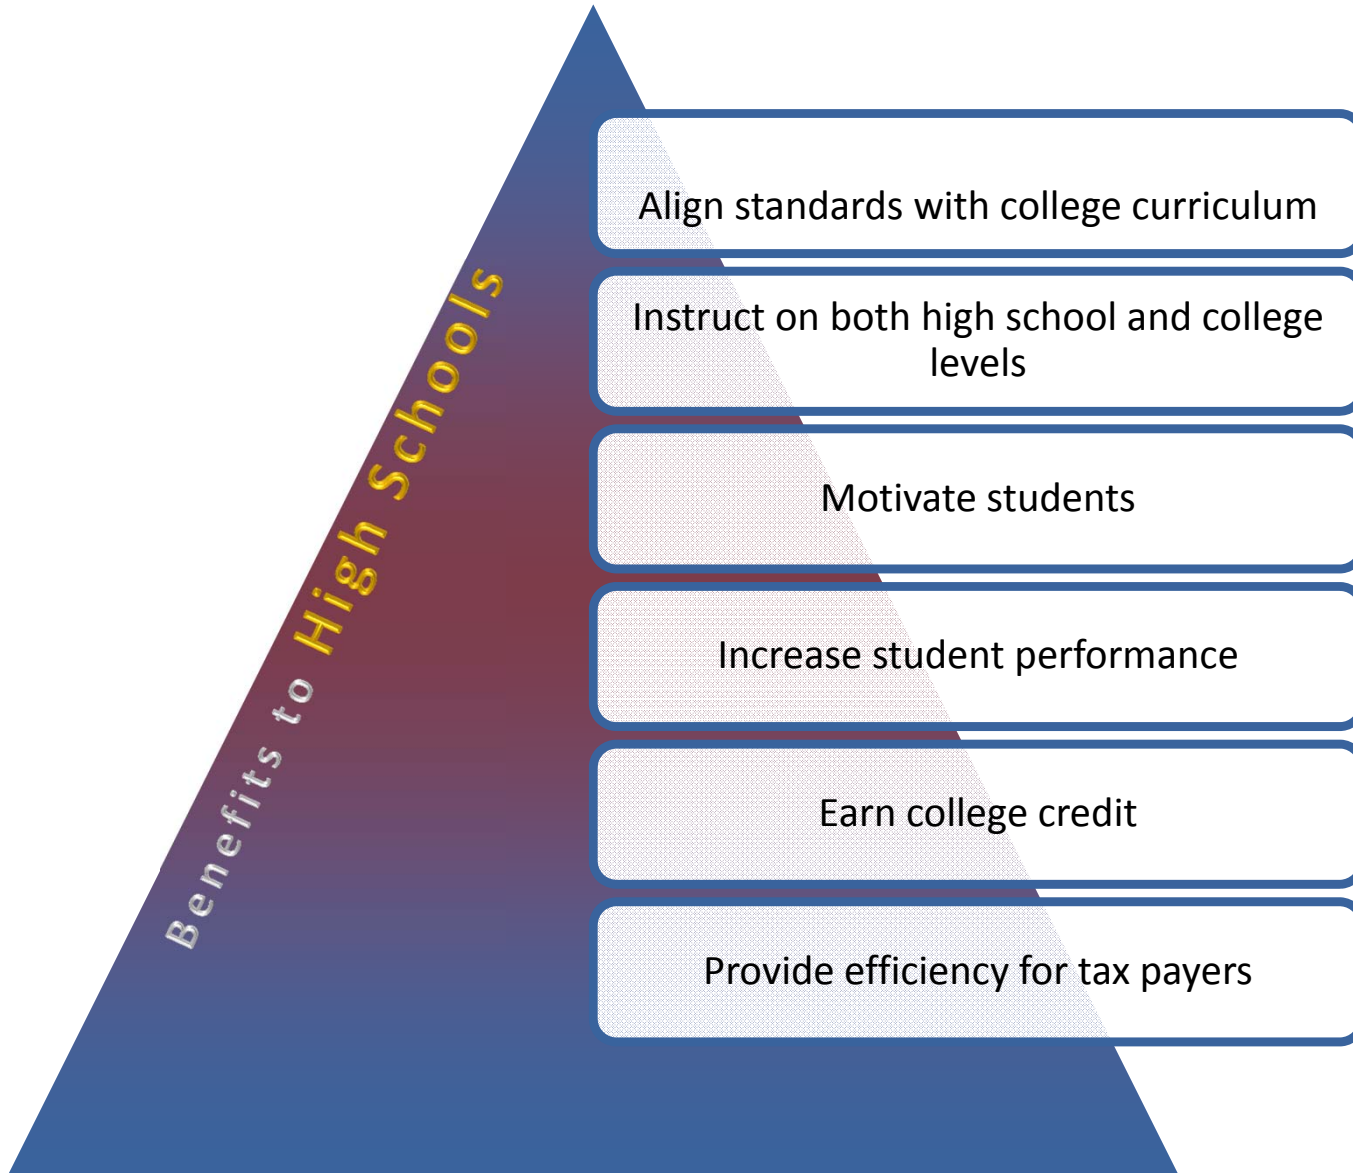 Benefits to High Schools
Align standards with college curriculum
Instruct on both high school and college
levels
Motivate students
Increase student performance
Earn college credit
Provide efficiency for tax payers